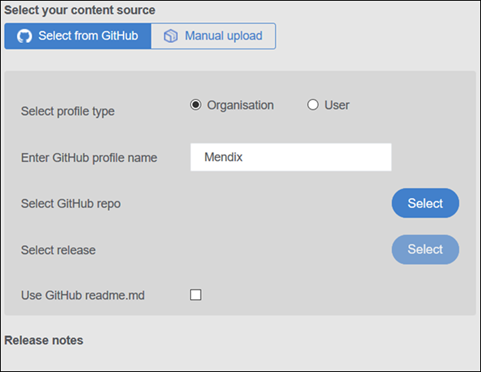 Select your content source
Select from GitHub Manual upload
Select profile type Organisation User
Enter GitHub profile name Mendix
Select GitHub repo Select
Select release Select
Use GitHub readme.md
Release notes